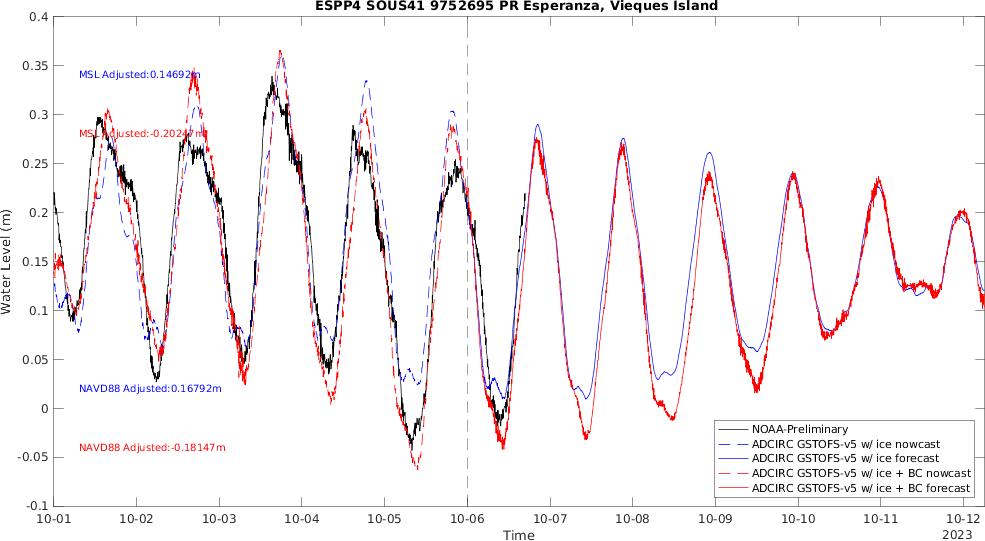 ESPP4 SOUS41 9752695 PR Esperanza, Vieques Island
0.4
0.35
0.3
0.25
0.2
0.15
0.1
0.05
0
-0.05
-0.1
Water Level (m)
MSL Adjusted:0.14692m
MSL Adjusted:-0.20247m
NAVD88 Adjusted:0.16792m
NAVD88 Adjusted:-0.18147m
NOAA-Preliminary
ADCIRC GSTOFS-v5 w/ ice nowcast
ADCIRC GSTOFS-v5 w/ ice forecast
ADCIRC GSTOFS-v5 w/ ice + BC nowcast
ADCIRC GSTOFS-v5 w/ ice + BC forecast
10-01 10-02 10-03 10-04 10-05 10-06 10-07 10-08 10-09 10-10 10-11 10-12
Time
2023